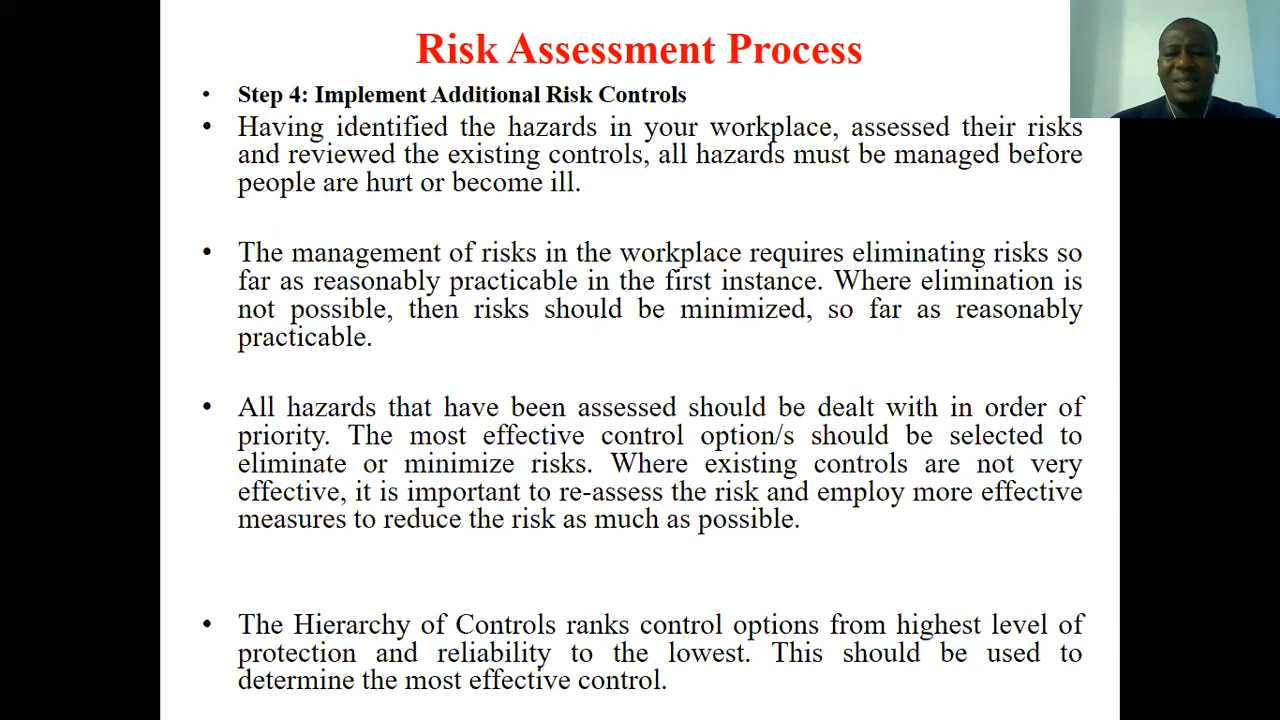 Risk Assessment Process
• Step 4: Implement Additional Risk Controls
• Having identified the hazards in your workplace, assessed their risks
and reviewed the existing controls, all hazards must be managed before
people are hurt or become ill.
• The management of risks in the workplace requires eliminating risks so
far as reasonably practicable in the first instance. Where elimination is
not possible, then risks should be minimized, so far as reasonably
practicable.
• All hazards that have been assessed should be dealt with in order of
priority. The most effective control option/s should be selected to
eliminate or minimize risks. Where existing controls are not very
effective, it is important to re-assess the risk and employ more effective
measures to reduce the risk as much as possible.
• The Hierarchy of Controls ranks control options from highest level of
protection and reliability to the lowest. This should be used to
determine the most effective control.